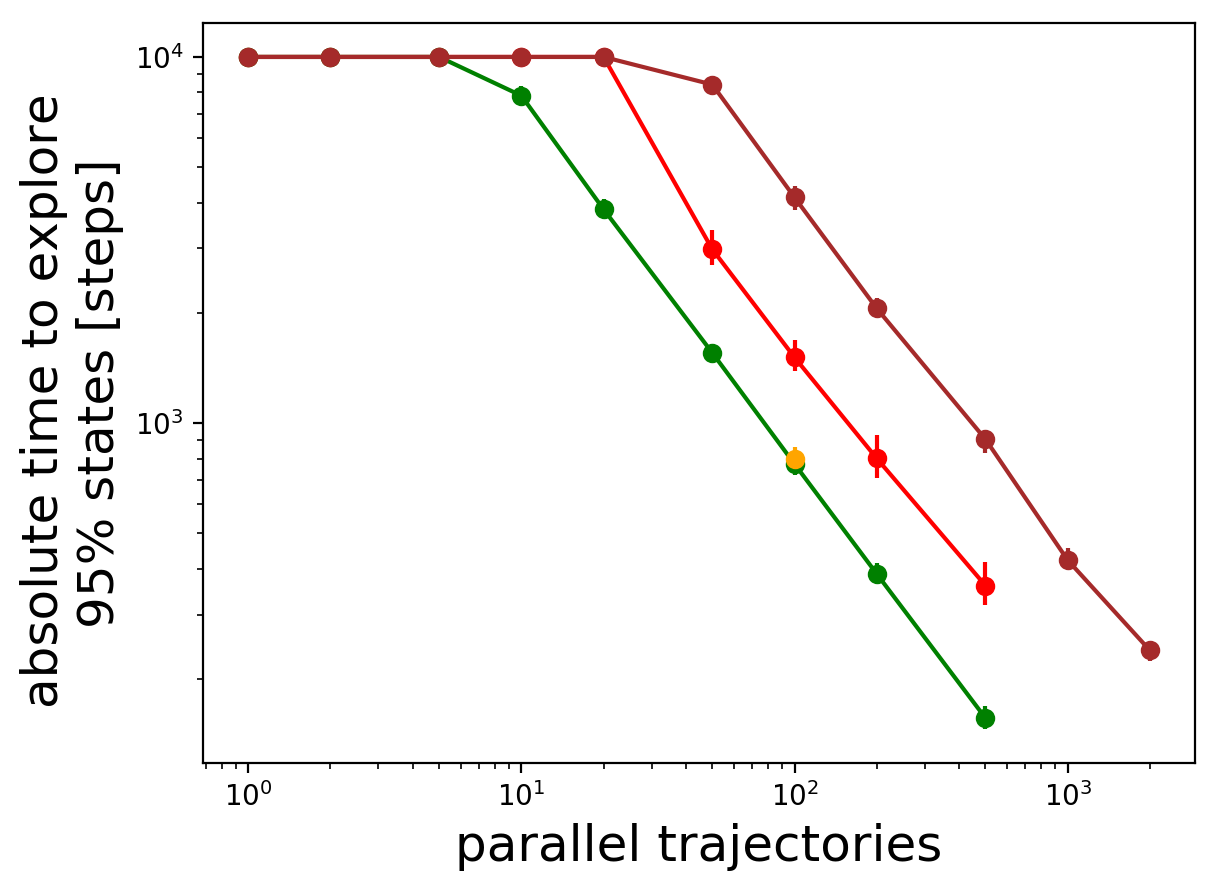 absolute time to explore
95% states [steps]
10⁴
10³
10⁰ 10¹ 10² 10³
parallel trajectories